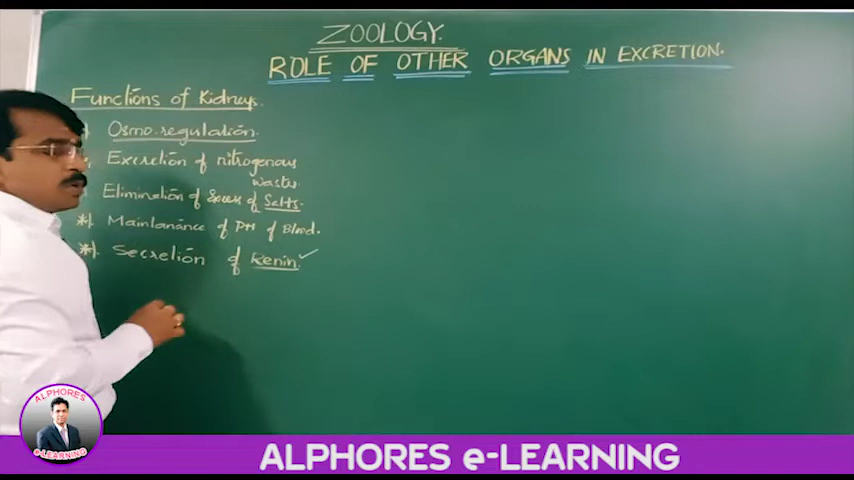 ZOOLOGY.
ROLE OF OTHER ORGANS IN EXCRETION.
Functions of Kidneys.
Osmo-regulation.
Excretion of nitrogenous
waste.
Elimination of Excess of Salts.
*). Maintanance of PH of Blood.
*). Secretion of Renin. ✓
ALPHORES
e-LEARNING
ALPHORES e-LEARNING